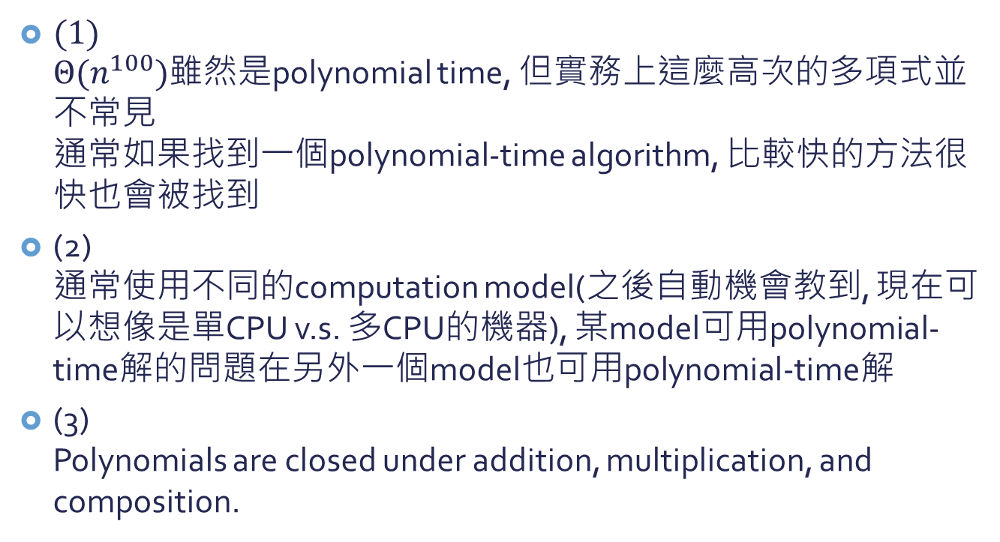 (1)
Θ(n¹⁰⁰)雖然是polynomial time, 但實務上這麼高次的多項式並
不常見
通常如果找到一個polynomial-time algorithm, 比較快的方法很
快也會被找到
(2)
通常使用不同的computation model(之後自動機會教到, 現在可
以想像是單CPU v.s. 多CPU的機器), 某model可用polynomial-
time解的問題在另外一個model也可用polynomial-time解
(3)
Polynomials are closed under addition, multiplication, and
composition.